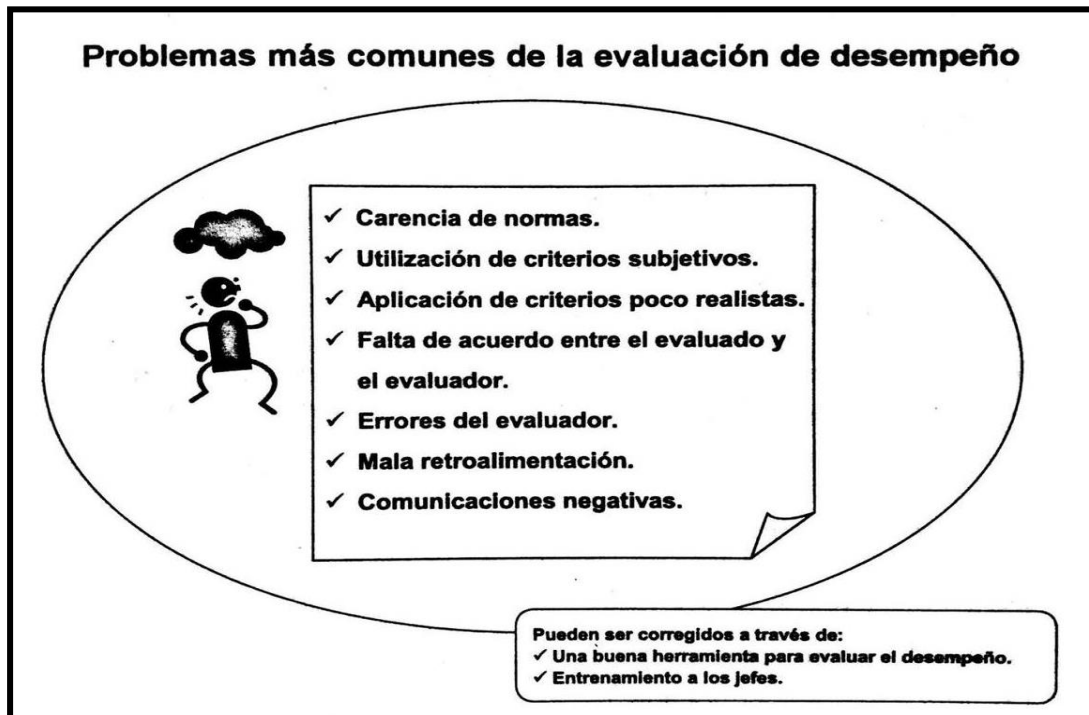 Problemas más comunes de la evaluación de desempeño
✓ Carencia de normas.
✓ Utilización de criterios subjetivos.
✓ Aplicación de criterios poco realistas.
✓ Falta de acuerdo entre el evaluado y
el evaluador.
✓ Errores del evaluador.
✓ Mala retroalimentación.
✓ Comunicaciones negativas.
Pueden ser corregidos a través de:
✓ Una buena herramienta para evaluar el desempeño.
✓ Entrenamiento a los jefes.